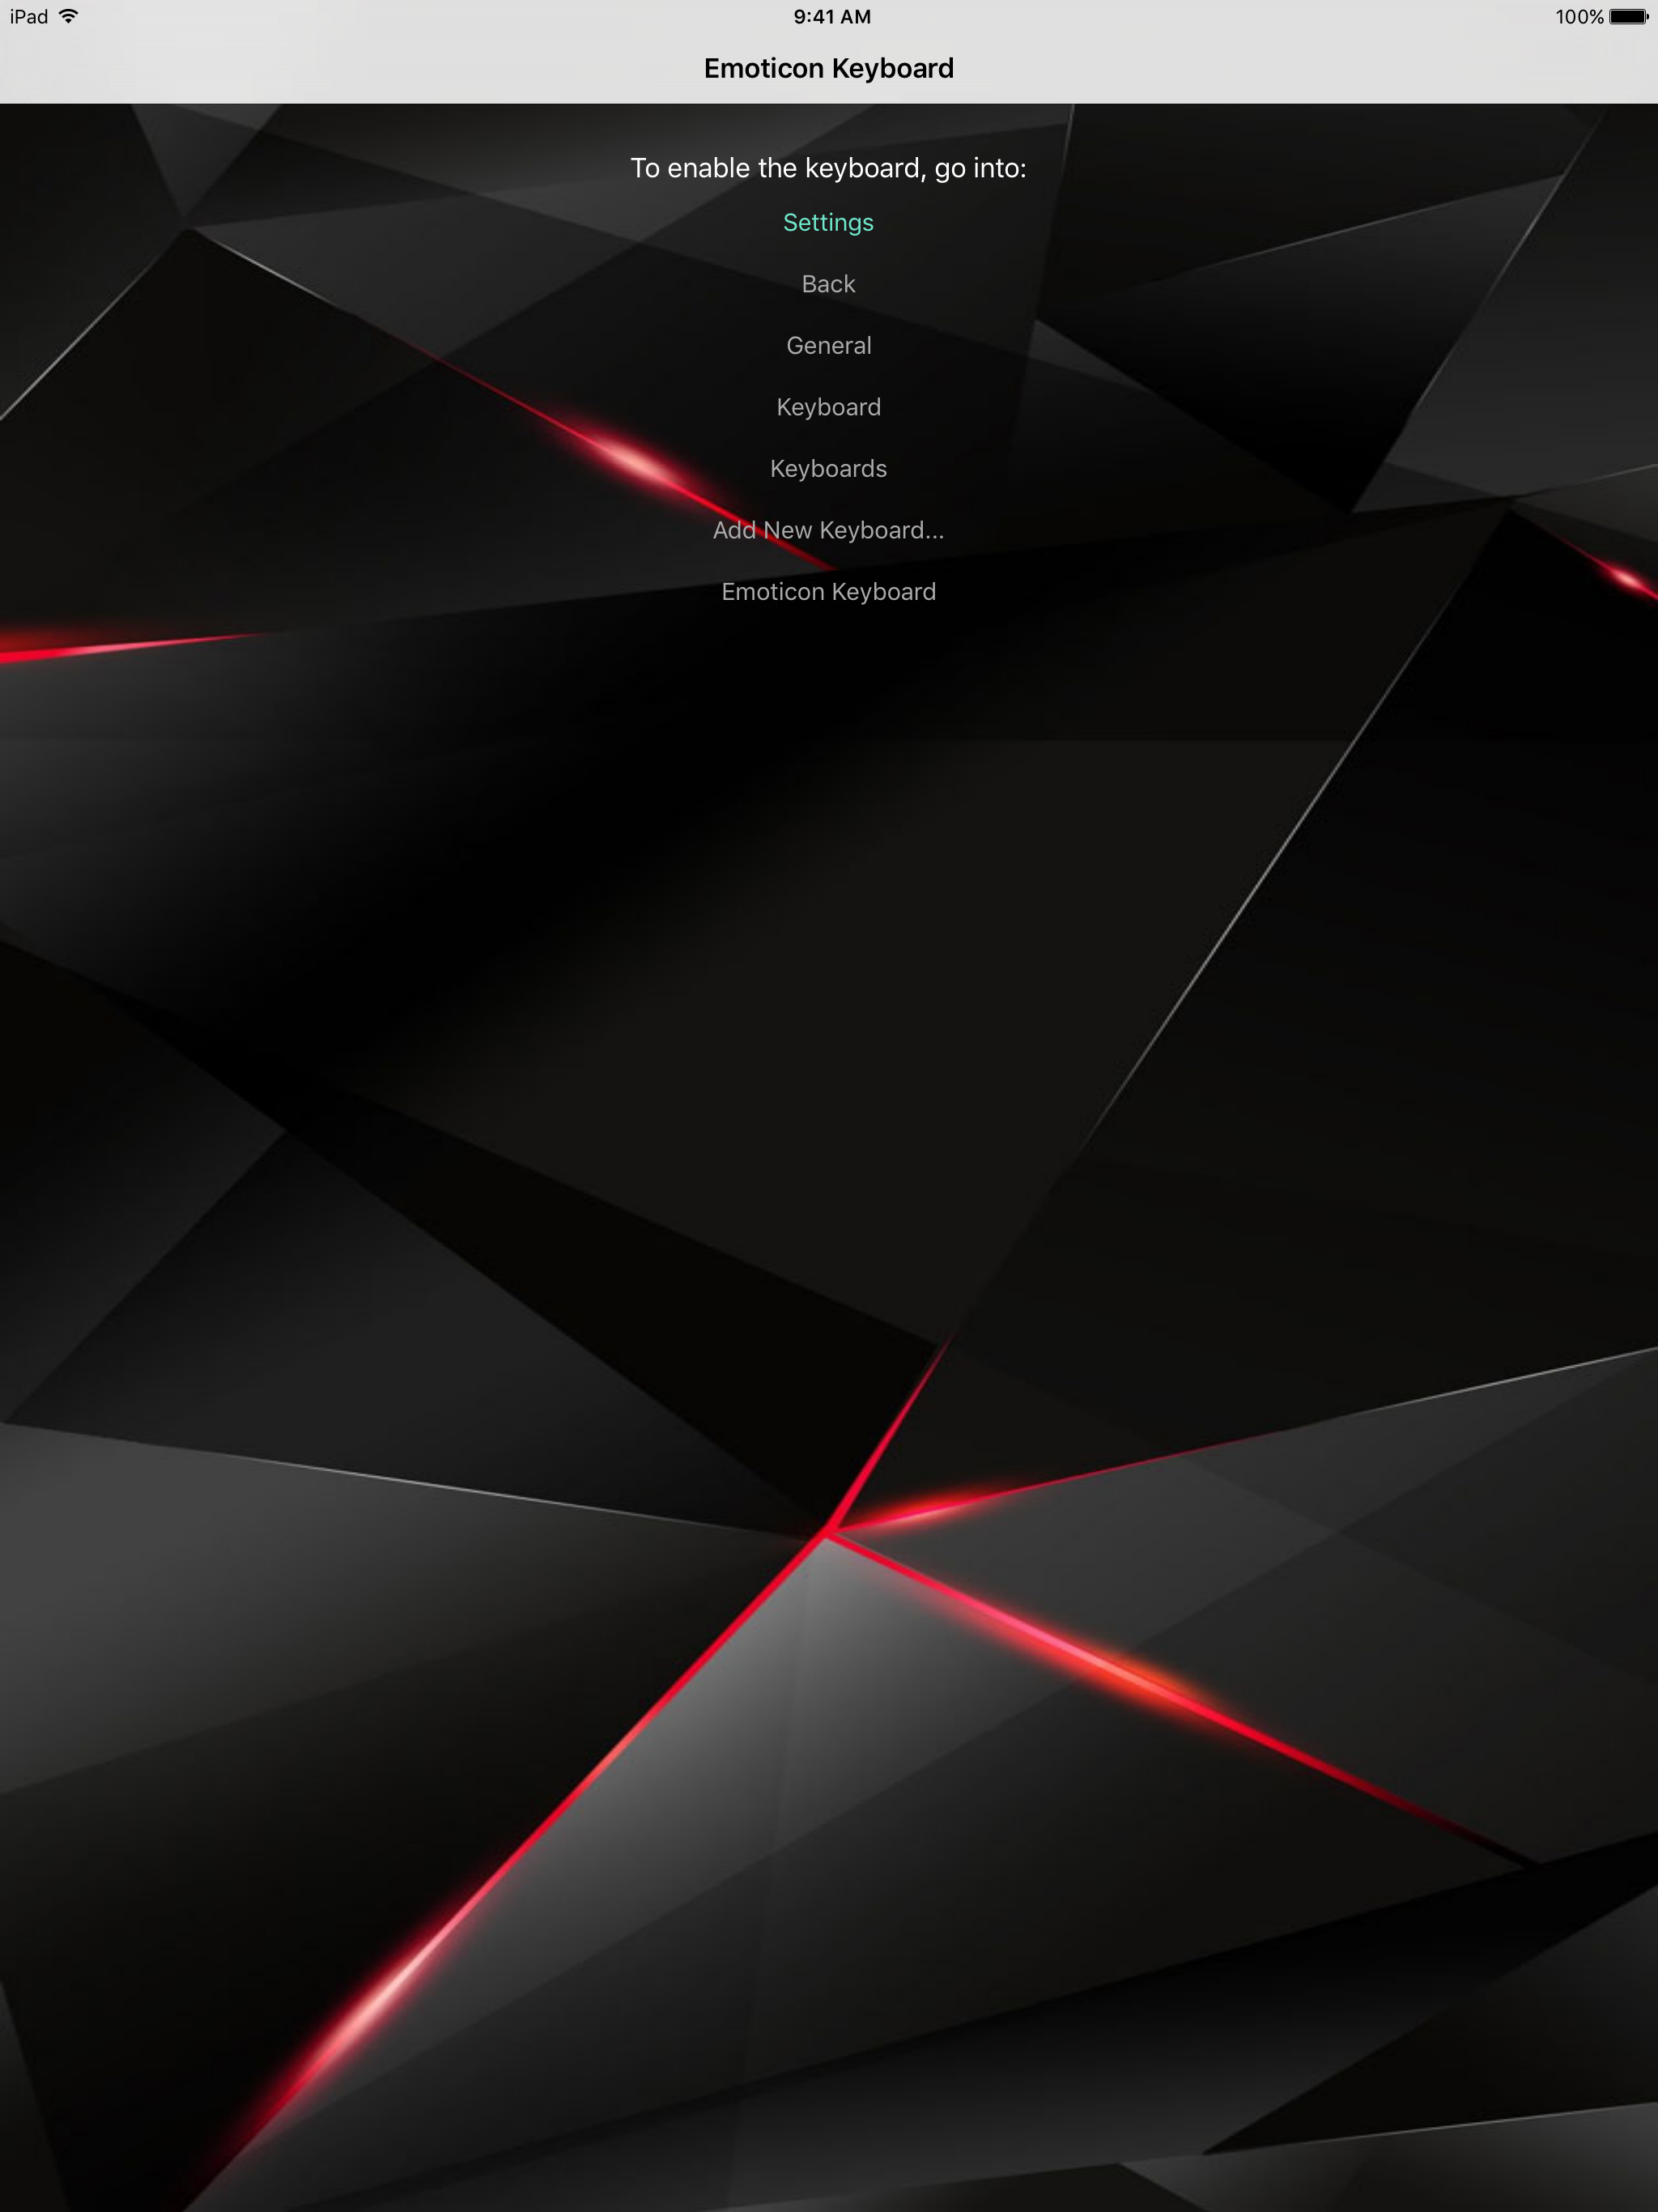 iPad 9:41 AM 100%
Emoticon Keyboard
To enable the keyboard, go into:
Settings
Back
General
Keyboard
Keyboards
Add New Keyboard...
Emoticon Keyboard